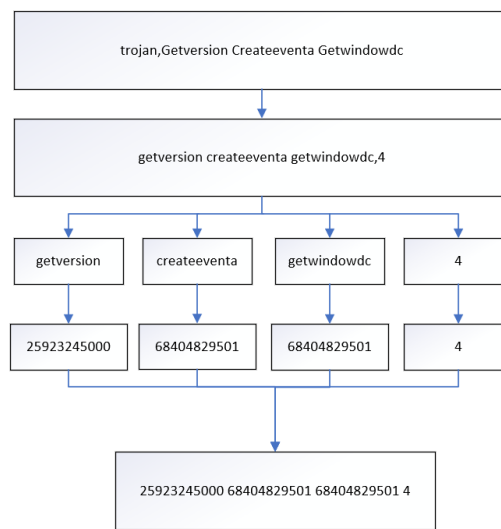 trojan,Getversion Createeventa Getwindowdc
getversion createeventa getwindowdc,4
getversion
createeventa
getwindowdc
4
25923245000
68404829501
68404829501
4
25923245000 68404829501 68404829501 4